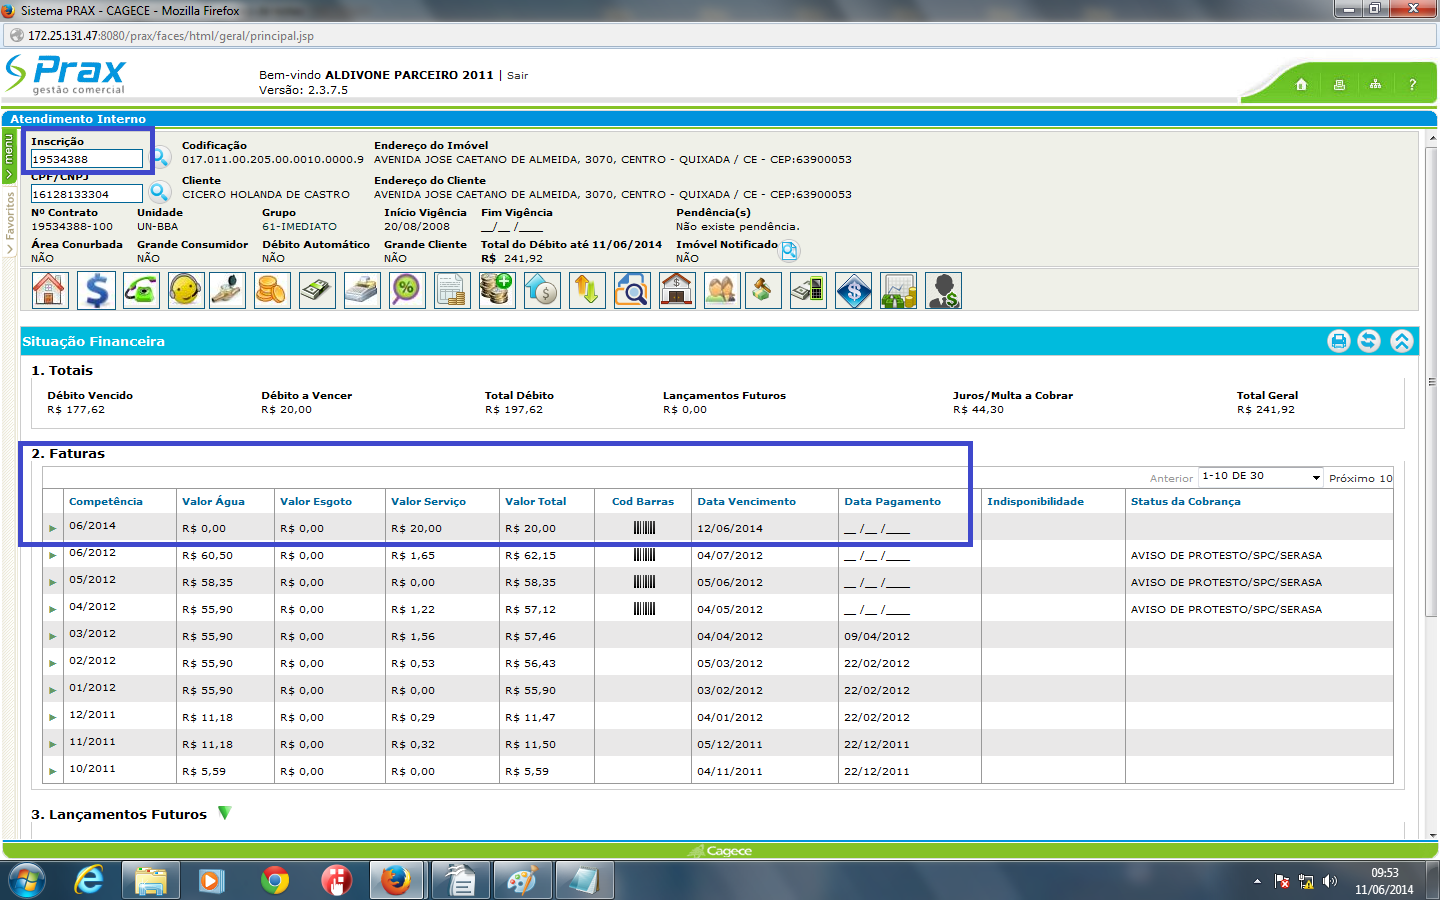 Sistema PRAX - CAGECE - Mozilla Firefox
172.25.131.47:8080/prax/faces/html/geral/principal.jsp
Prax
gestão comercial
Bem-vindo ALDIVONE PARCEIRO 2011 | Sair
Versão: 2.3.7.5
?
Atendimento Interno
menu
Favoritos
Inscrição
19534388
Codificação
017.011.00.205.00.0010.0000.9
Endereço do Imóvel
AVENIDA JOSE CAETANO DE ALMEIDA, 3070, CENTRO - QUIXADA / CE - CEP:63900053
CPF/CNPJ
16128133304
Cliente
CICERO HOLANDA DE CASTRO
Endereço do Cliente
AVENIDA JOSE CAETANO DE ALMEIDA, 3070, CENTRO - QUIXADA / CE - CEP:63900053
Nº Contrato Unidade Grupo Início Vigência Fim Vigência Pendência(s)
19534388-100 UN-BBA 61-IMEDIATO 20/08/2008 __/__/____ Não existe pendência.
Área Conurbada Grande Consumidor Débito Automático Grande Cliente Total do Débito até 11/06/2014 Imóvel Notificado
NÃO NÃO NÃO NÃO R$ 241,92 NÃO
Situação Financeira
1. Totais
Débito Vencido Débito a Vencer Total Débito Lançamentos Futuros Juros/Multa a Cobrar Total Geral
R$ 177,62 R$ 20,00 R$ 197,62 R$ 0,00 R$ 44,30 R$ 241,92
2. Faturas
Anterior 1-10 DE 30 Próximo 10
Competência Valor Água Valor Esgoto Valor Serviço Valor Total Cod Barras Data Vencimento Data Pagamento Indisponibilidade Status da Cobrança
06/2014 R$ 0,00 R$ 0,00 R$ 20,00 R$ 20,00 12/06/2014 __/__/____
06/2012 R$ 60,50 R$ 0,00 R$ 1,65 R$ 62,15 04/07/2012 __/__/____ AVISO DE PROTESTO/SPC/SERASA
05/2012 R$ 58,35 R$ 0,00 R$ 0,00 R$ 58,35 05/06/2012 __/__/____ AVISO DE PROTESTO/SPC/SERASA
04/2012 R$ 55,90 R$ 0,00 R$ 1,22 R$ 57,12 04/05/2012 __/__/____ AVISO DE PROTESTO/SPC/SERASA
03/2012 R$ 55,90 R$ 0,00 R$ 1,56 R$ 57,46 04/04/2012 09/04/2012
02/2012 R$ 55,90 R$ 0,00 R$ 0,53 R$ 56,43 05/03/2012 22/02/2012
01/2012 R$ 55,90 R$ 0,00 R$ 0,00 R$ 55,90 03/02/2012 22/02/2012
12/2011 R$ 11,18 R$ 0,00 R$ 0,29 R$ 11,47 04/01/2012 22/02/2012
11/2011 R$ 11,18 R$ 0,00 R$ 0,32 R$ 11,50 05/12/2011 22/12/2011
10/2011 R$ 5,59 R$ 0,00 R$ 0,00 R$ 5,59 04/11/2011 22/12/2011
3. Lançamentos Futuros
Cagece
09:53
11/06/2014